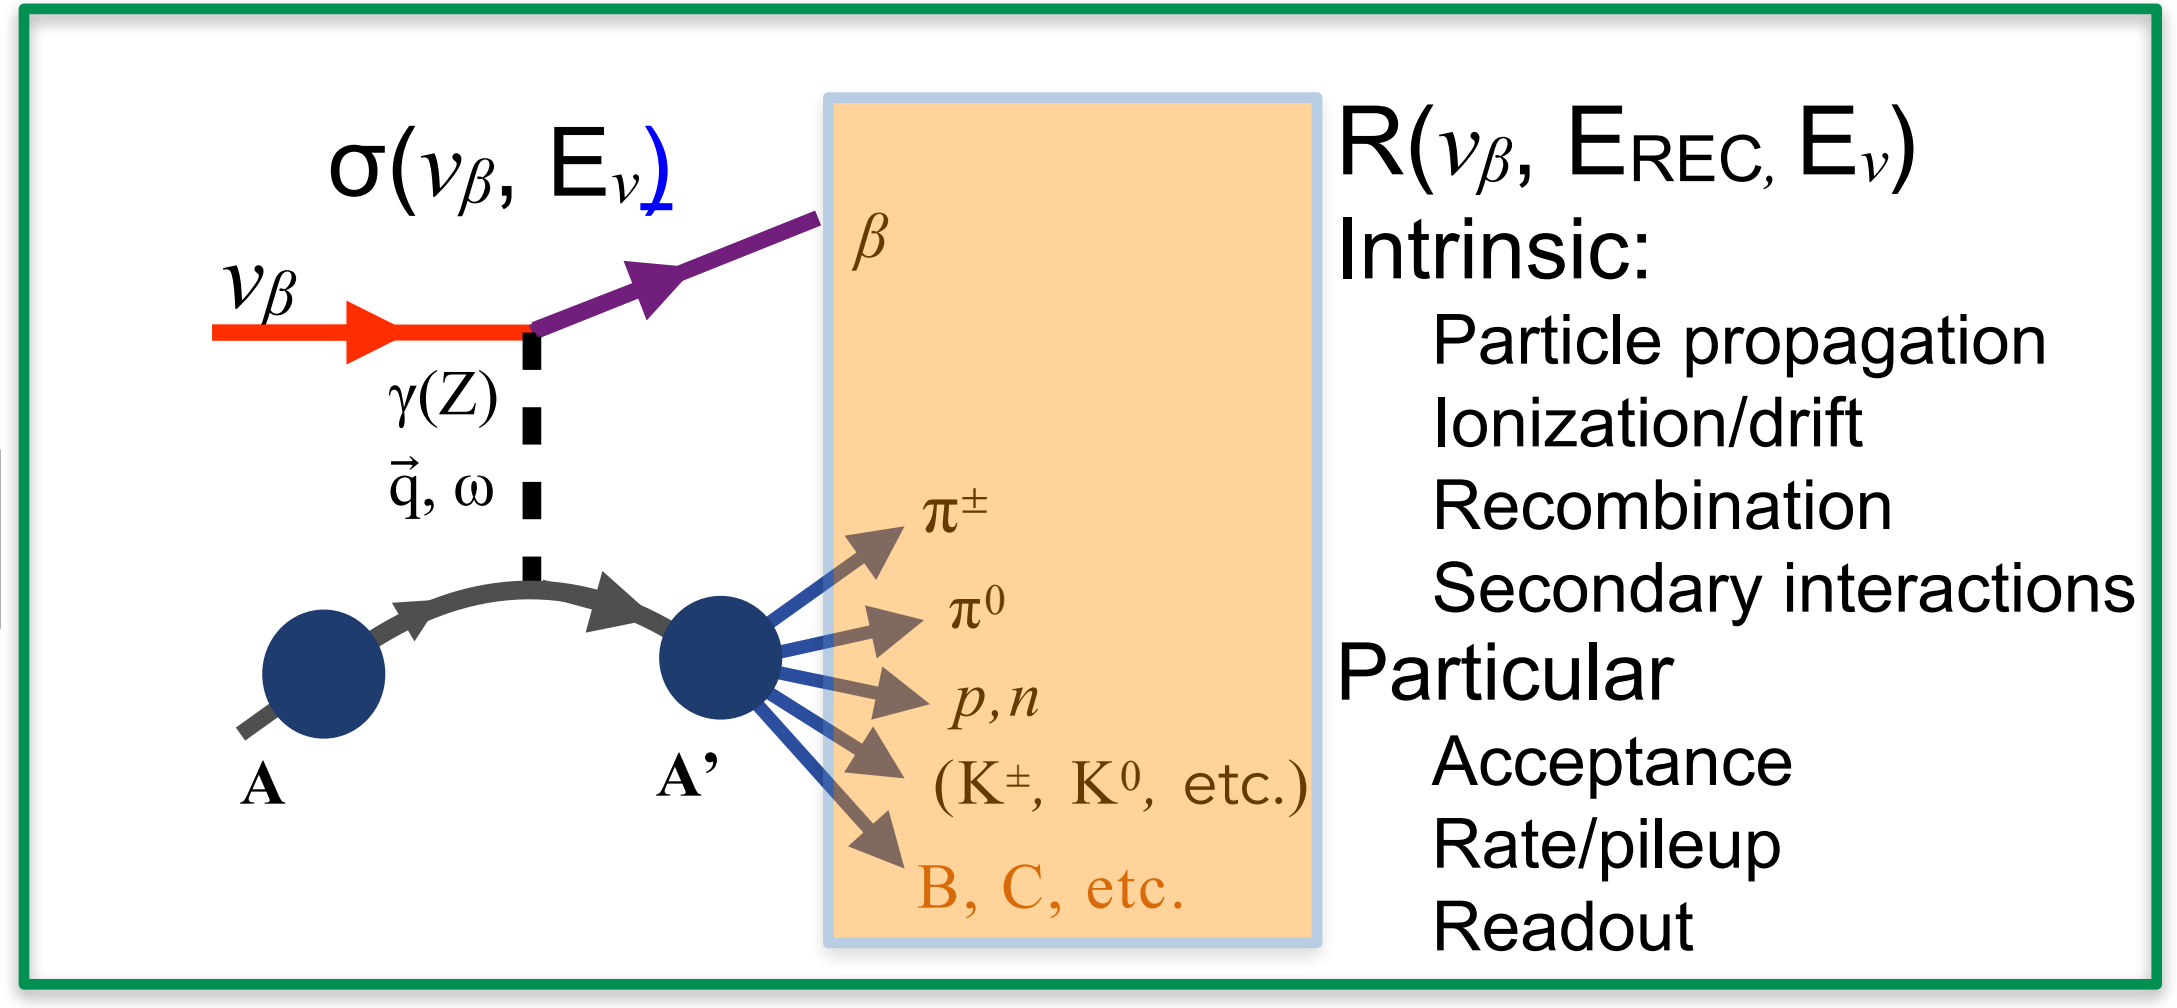 σ(νβ, Eν)
νβ
γ(Z)
q⃗, ω
A
A’
β
π±
π0
p,n
(K±, K0, etc.)
B, C, etc.
R(νβ, EREC, Eν)
Intrinsic:
Particle propagation
Ionization/drift
Recombination
Secondary interactions
Particular
Acceptance
Rate/pileup
Readout